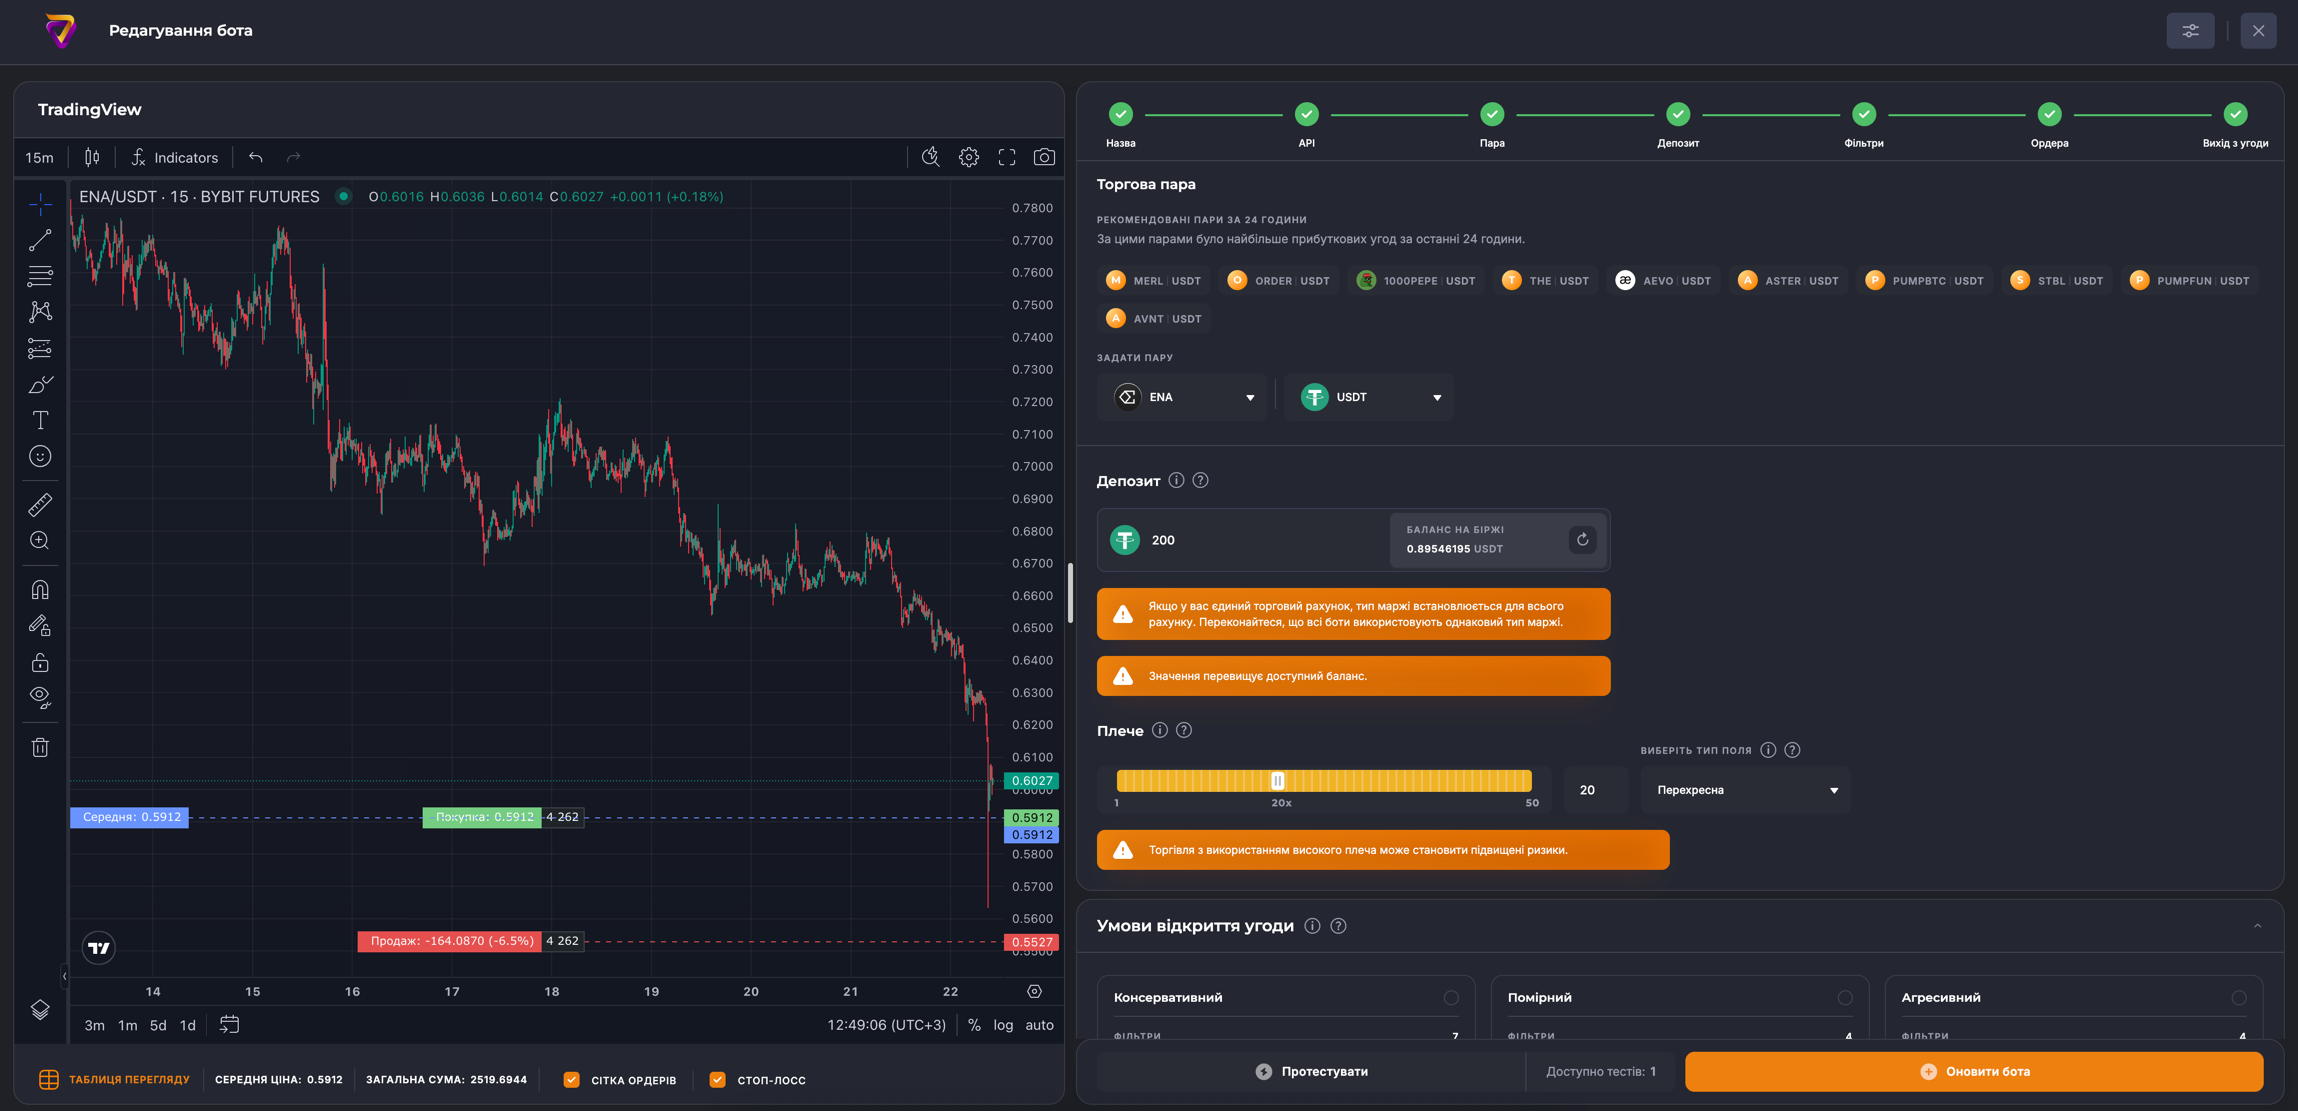 Редагування бота
TradingView
15m
Indicators
ENA/USDT · 15 · BYBIT FUTURES
O0.6016 H0.6036 L0.6014 C0.6027 +0.0011 (+0.18%)
0.7800
0.7700
0.7600
0.7500
0.7400
0.7300
0.7200
0.7100
0.7000
0.6900
0.6800
0.6700
0.6600
0.6500
0.6400
0.6300
0.6200
0.6100
0.6027
0.6000
Середня: 0.5912
Покупка: 0.5912
4 262
0.5912
0.5912
0.5800
0.5700
0.5600
Продаж: -164.0870 (-6.5%)
4 262
0.5527
0.5500
14 15 16 17 18 19 20 21 22
3m 1m 5d 1d
12:49:06 (UTC+3)
% log auto
ТАБЛИЦЯ ПЕРЕГЛЯДУ
СЕРЕДНЯ ЦІНА: 0.5912
ЗАГАЛЬНА СУМА: 2519.6944
СІТКА ОРДЕРІВ
СТОП-ЛОСС
Назва
API
Пара
Депозит
Фільтри
Ордера
Вихід з угоди
Торгова пара
РЕКОМЕНДОВАНІ ПАРИ ЗА 24 ГОДИНИ
За цими парами було найбільше прибуткових угод за останні 24 години.
M MERL | USDT
O ORDER | USDT
1000PEPE | USDT
T THE | USDT
æ AEVO | USDT
A ASTER | USDT
P PUMPBTC | USDT
S STBL | USDT
P PUMPFUN | USDT
A AVNT | USDT
ЗАДАТИ ПАРУ
ENA
USDT
Депозит
200
БАЛАНС НА БІРЖІ
0.89546195 USDT
Якщо у вас єдиний торговий рахунок, тип маржі встановлюється для всього
рахунку. Переконайтеся, що всі боти використовують однаковий тип маржі.
Значення перевищує доступний баланс.
Плече
ВИБЕРІТЬ ТИП ПОЛЯ
1
20x
50
20
Перехресна
Торгівля з використанням високого плеча може становити підвищені ризики.
Умови відкриття угоди
Консервативний
ФІЛЬТРИ 7
Помірний
ФІЛЬТРИ 4
Агресивний
ФІЛЬТРИ 4
Протестувати
Доступно тестів: 1
Оновити бота